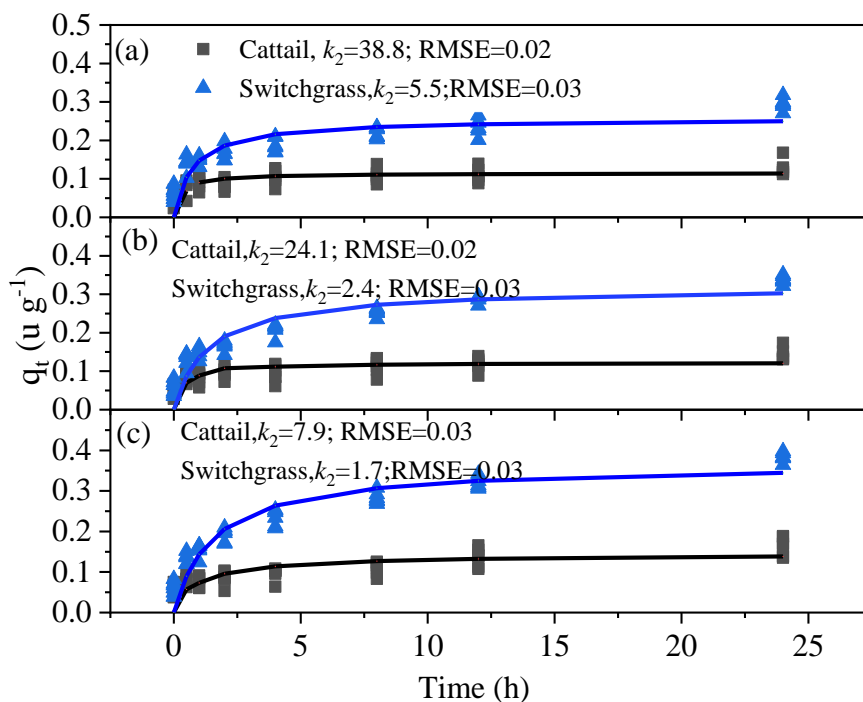 0.5
(a)
Cattail, k2=38.8; RMSE=0.02
0.4
Switchgrass,k2=5.5;RMSE=0.03
0.3
0.2
0.1
0.0
(b)
Cattail,k2=24.1; RMSE=0.02
0.4
Switchgrass,k2=2.4; RMSE=0.03
0.3
0.2
0.1
0.0
qt (u g-1)
(c)
Cattail,k2=7.9; RMSE=0.03
0.4
Switchgrass,k2=1.7;RMSE=0.03
0.3
0.2
0.1
0.0
0 5 10 15 20 25
Time (h)